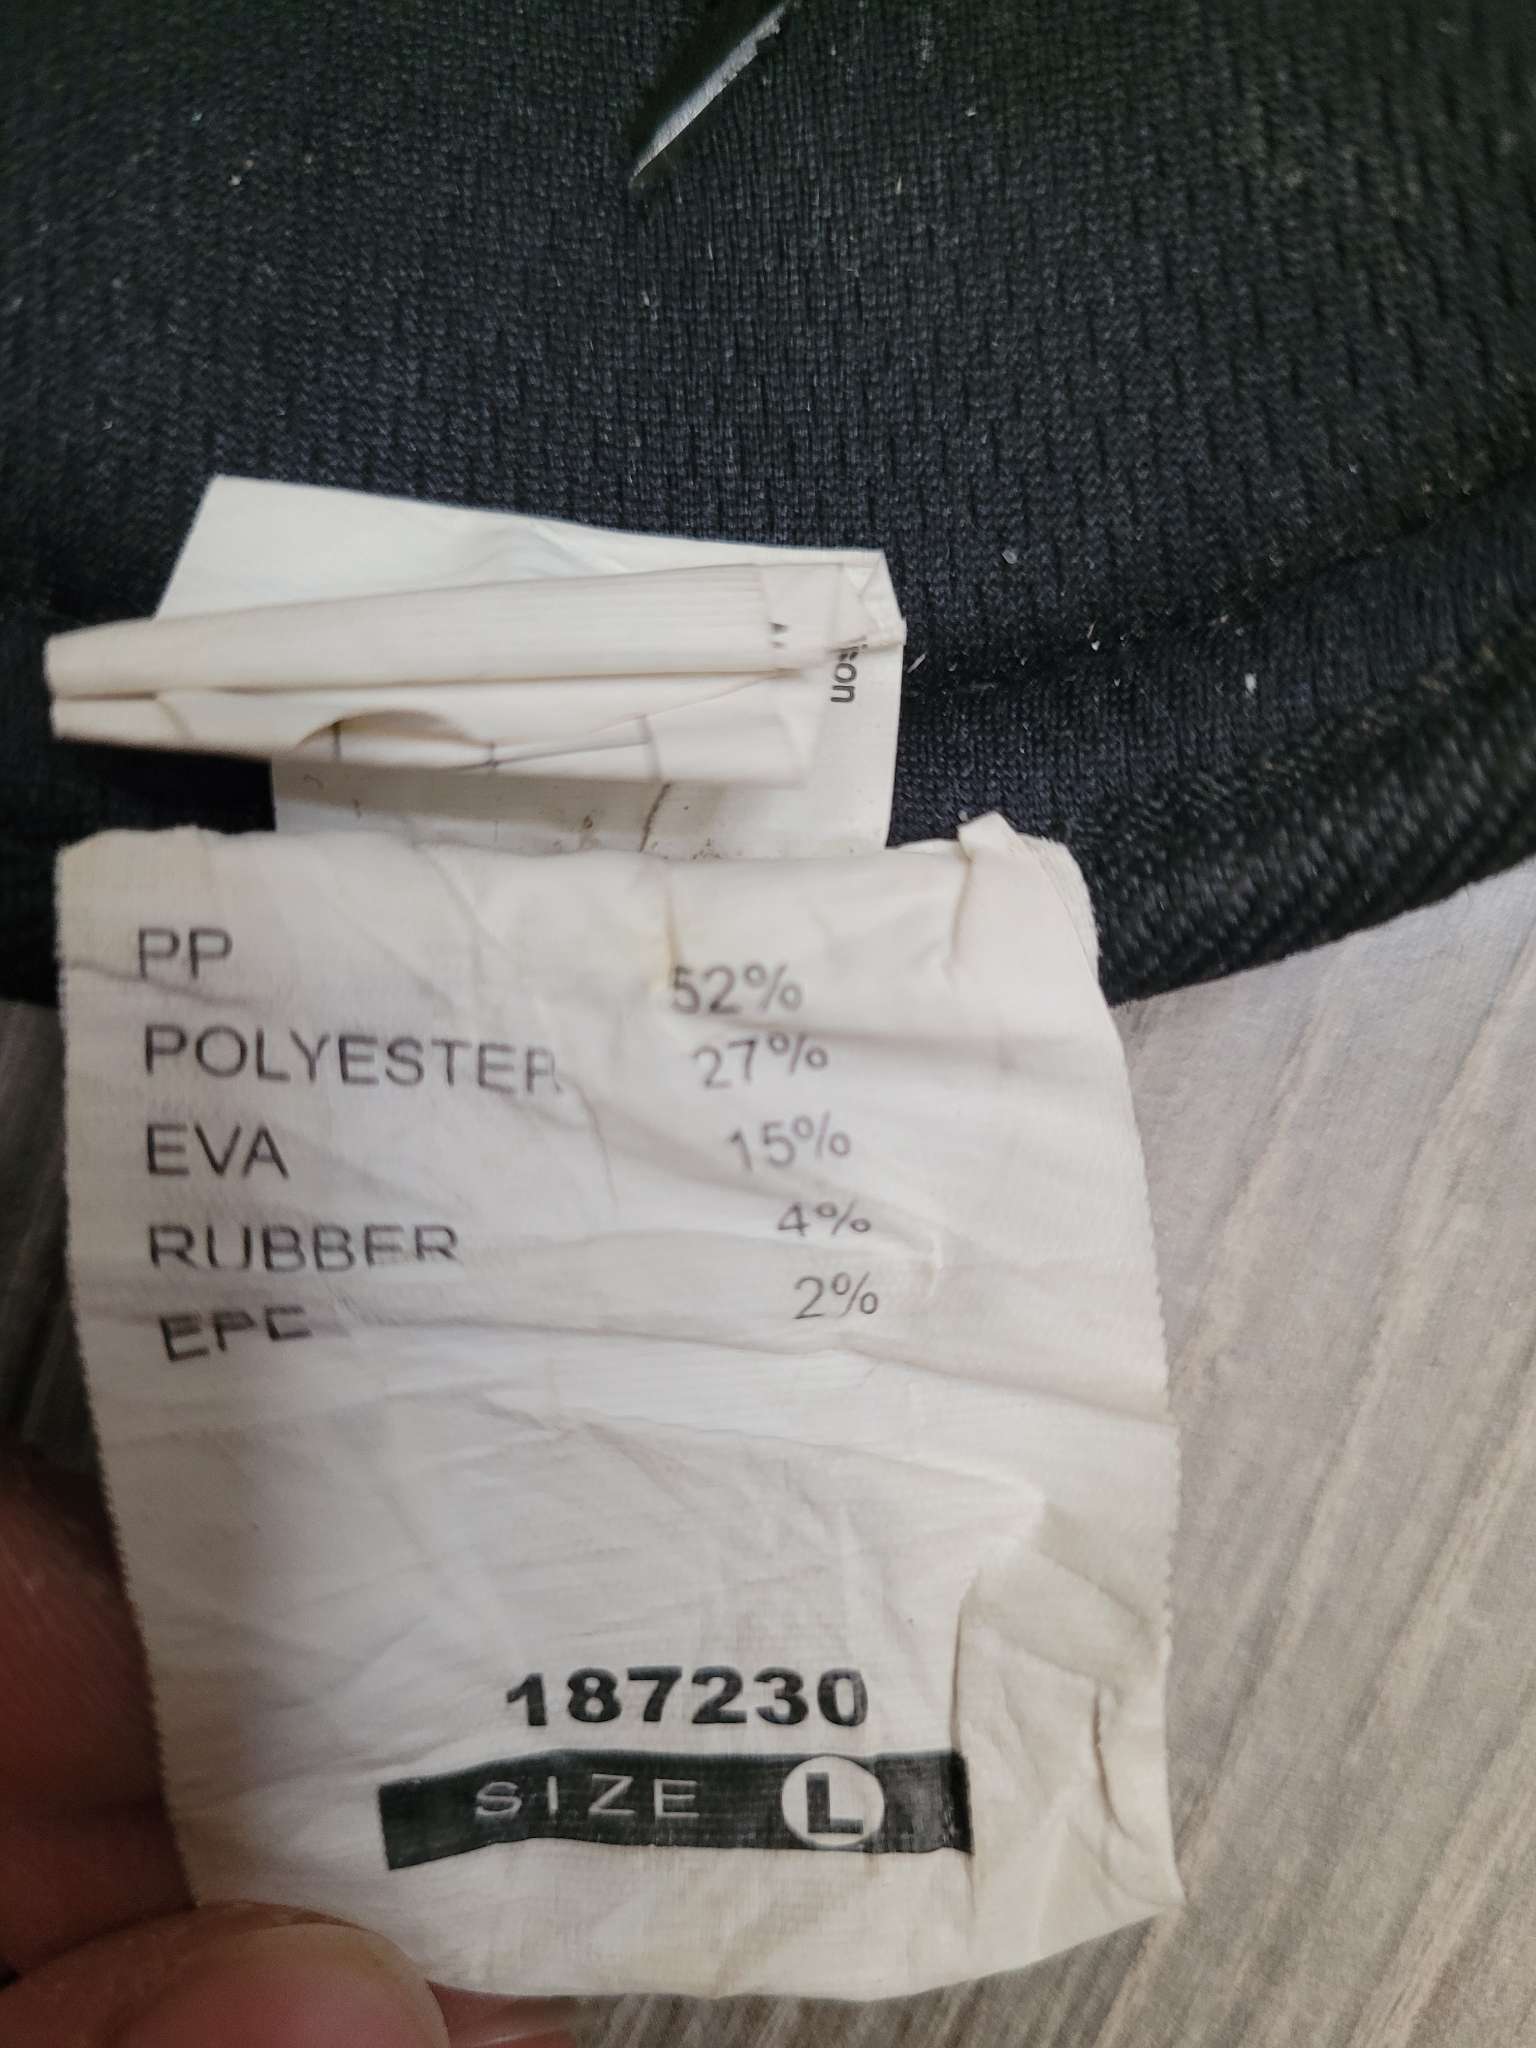 PP 52%
POLYESTER 27%
EVA 15%
RUBBER 4%
EPE 2%
187230
SIZE L